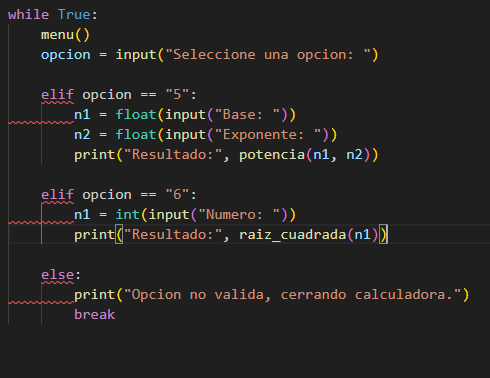 while True:
    menu()
    opcion = input("Seleccione una opcion: ")

    elif opcion == "5":
        n1 = float(input("Base: "))
        n2 = float(input("Exponente: "))
        print("Resultado:", potencia(n1, n2))

    elif opcion == "6":
        n1 = int(input("Numero: "))
        print("Resultado:", raiz_cuadrada(n1))

    else:
        print("Opcion no valida, cerrando calculadora.")
        break